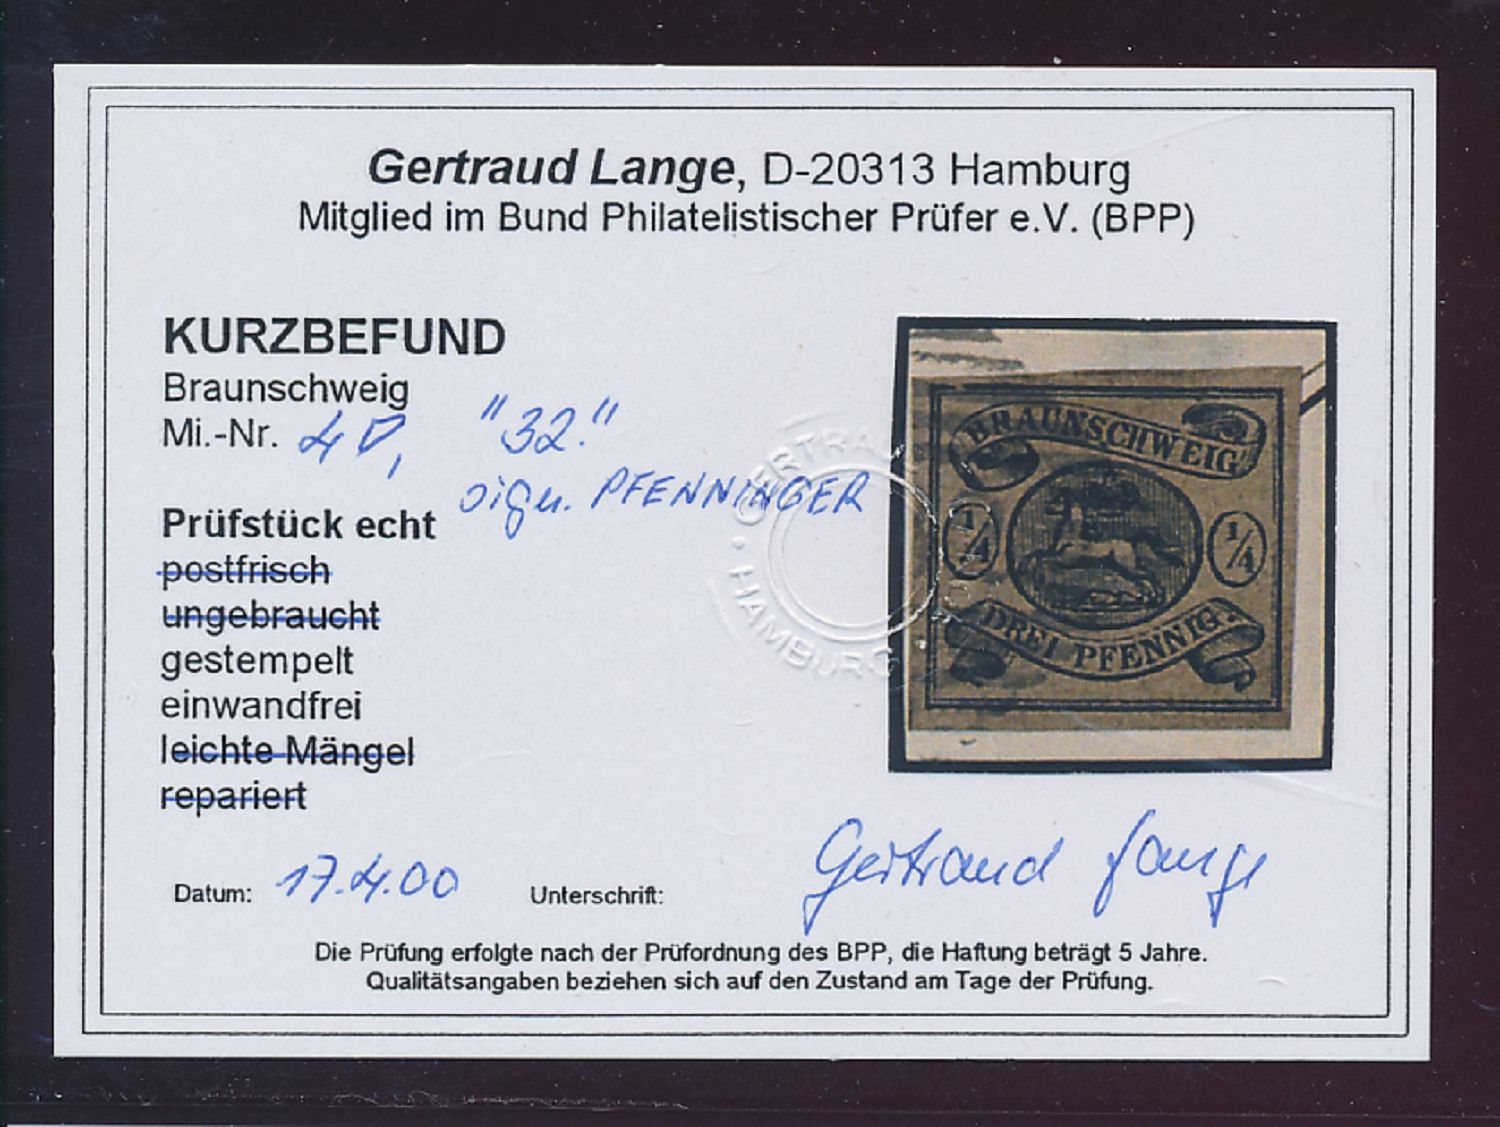 Gertraud Lange, D-20313 Hamburg
Mitglied im Bund Philatelistischer Prüfer e.V. (BPP)
KURZBEFUND
Braunschweig
Mi.-Nr. 4 "32."
sign. PFENNINGER
Prüfstück echt
postfrisch
ungebraucht
gestempelt
einwandfrei
leichte Mängel
repariert
BRAUNSCHWEIG
1/4 1/4
DREI PFENNIG
HAMBURG
Datum: 17.4.00 Unterschrift: Gertraud Lange
Die Prüfung erfolgte nach der Prüfordnung des BPP, die Haftung beträgt 5 Jahre.
Qualitätsangaben beziehen sich auf den Zustand am Tage der Prüfung.